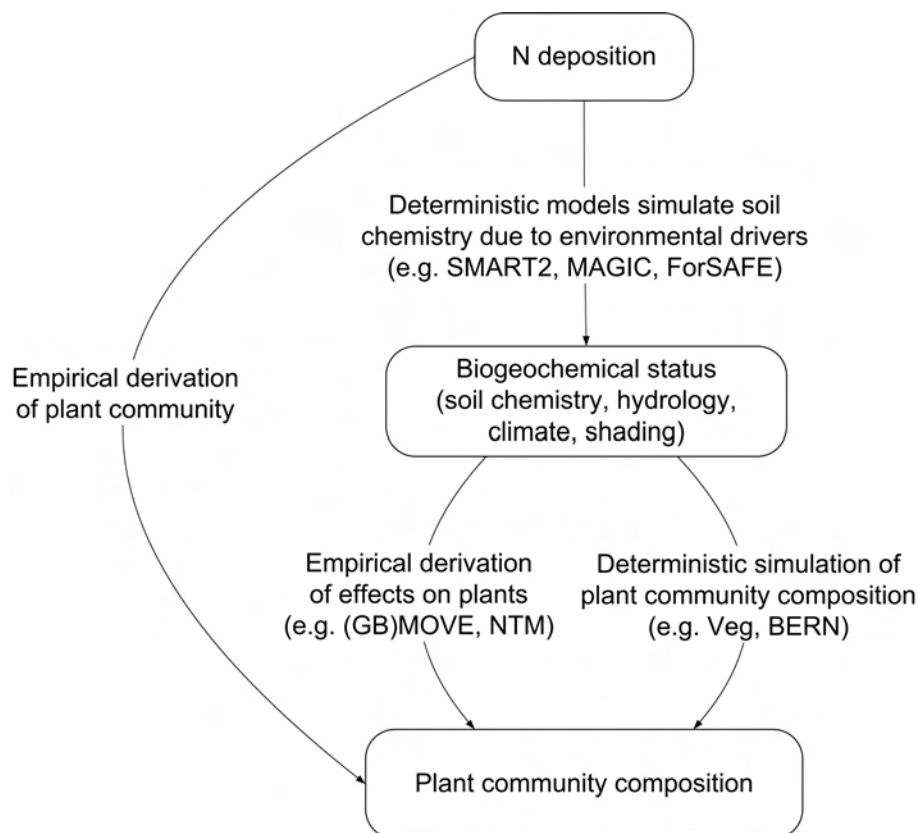 N deposition
Deterministic models simulate soil
chemistry due to environmental drivers
(e.g. SMART2, MAGIC, ForSAFE)
Empirical derivation
of plant community
Biogeochemical status
(soil chemistry, hydrology,
climate, shading)
Empirical derivation
of effects on plants
(e.g. (GB)MOVE, NTM)
Deterministic simulation of
plant community composition
(e.g. Veg, BERN)
Plant community composition